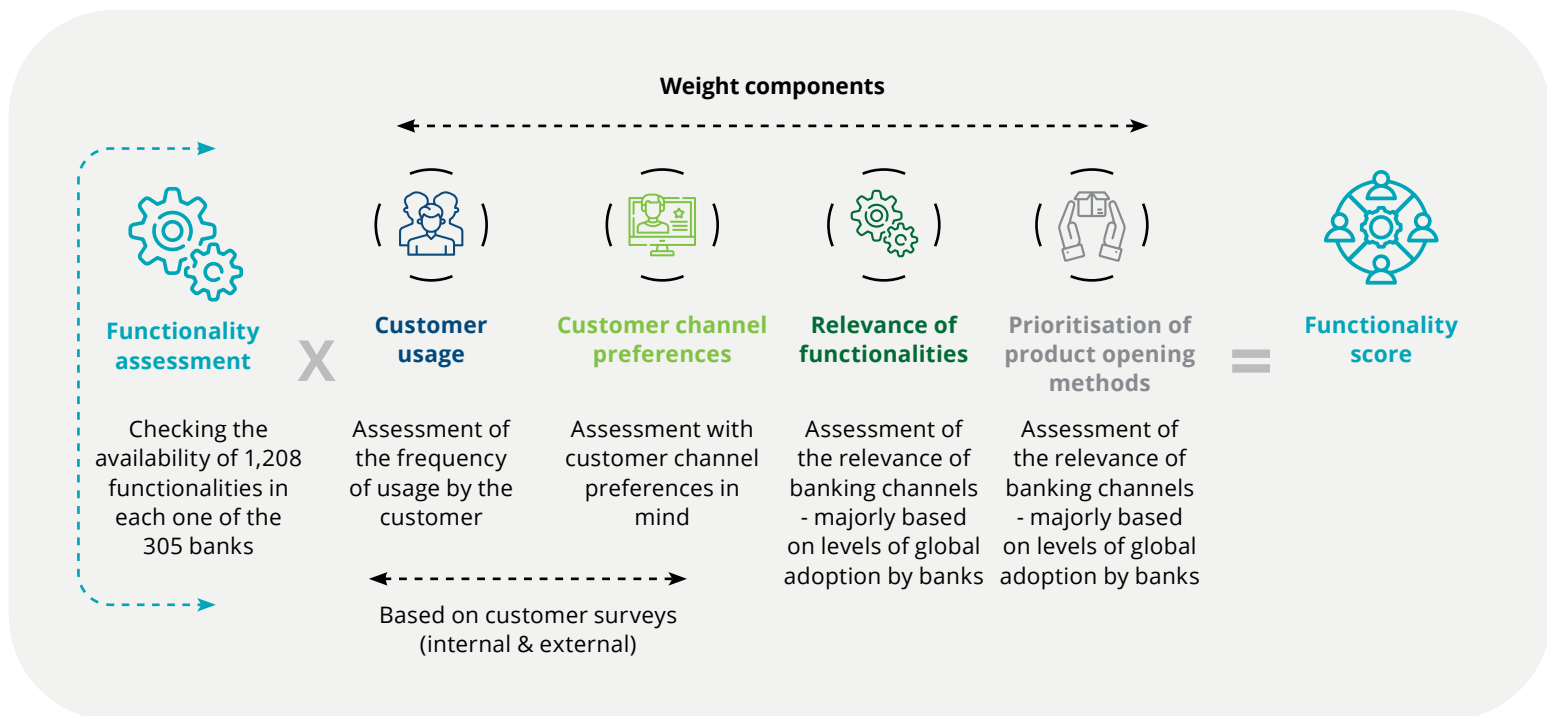 Weight components
Functionality
assessment
X
Customer
usage
Customer channel
preferences
Relevance of
functionalities
Prioritisation of
product opening
methods
=
Functionality
score
Checking the
availability of 1,208
functionalities in
each one of the
305 banks
Assessment of
the frequency
of usage by the
customer
Assessment with
customer channel
preferences in
mind
Assessment of
the relevance of
banking channels
- majorly based
on levels of global
adoption by banks
Assessment of
the relevance of
banking channels
- majorly based
on levels of global
adoption by banks
Based on customer surveys
(internal & external)